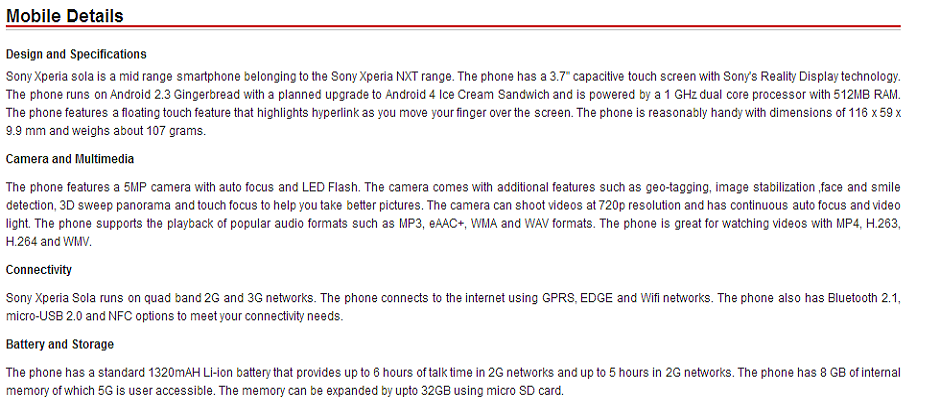 Mobile Details
Design and Specifications
Sony Xperia sola is a mid range smartphone belonging to the Sony Xperia NXT range. The phone has a 3.7" capacitive touch screen with Sony's Reality Display technology.
The phone runs on Android 2.3 Gingerbread with a planned upgrade to Android 4 Ice Cream Sandwich and is powered by a 1 GHz dual core processor with 512MB RAM.
The phone features a floating touch feature that highlights hyperlink as you move your finger over the screen. The phone is reasonably handy with dimensions of 116 x 59 x
9.9 mm and weighs about 107 grams.
Camera and Multimedia
The phone features a 5MP camera with auto focus and LED Flash. The camera comes with additional features such as geo-tagging, image stabilization ,face and smile
detection, 3D sweep panorama and touch focus to help you take better pictures. The camera can shoot videos at 720p resolution and has continuous auto focus and video
light. The phone supports the playback of popular audio formats such as MP3, eAAC+, WMA and WAV formats. The phone is great for watching videos with MP4, H.263,
H.264 and WMV.
Connectivity
Sony Xperia Sola runs on quad band 2G and 3G networks. The phone connects to the internet using GPRS, EDGE and Wifi networks. The phone also has Bluetooth 2.1,
micro-USB 2.0 and NFC options to meet your connectivity needs.
Battery and Storage
The phone has a standard 1320mAH Li-ion battery that provides up to 6 hours of talk time in 2G networks and up to 5 hours in 2G networks. The phone has 8 GB of internal
memory of which 5G is user accessible. The memory can be expanded by upto 32GB using micro SD card.